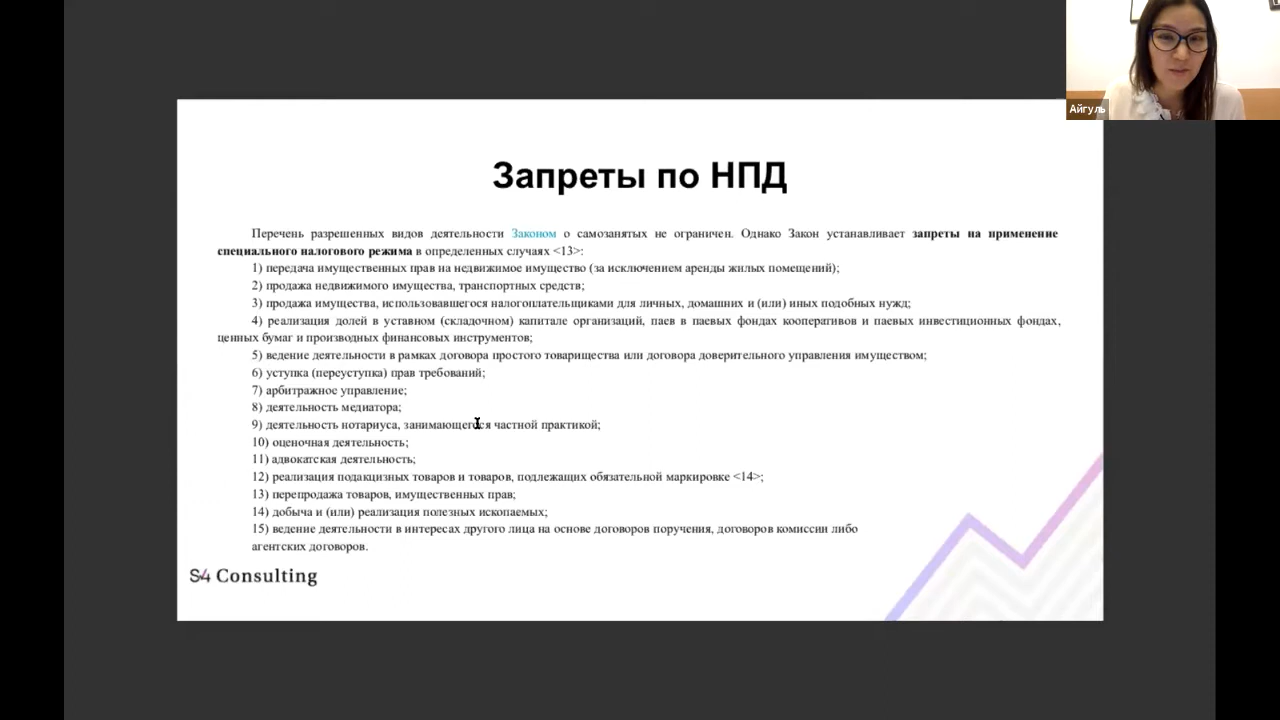 Айгуль
Запреты по НПД
Перечень разрешенных видов деятельности Законом о самозанятых не ограничен. Однако Закон устанавливает запреты на применение
специального налогового режима в определенных случаях <13>:
1) передача имущественных прав на недвижимое имущество (за исключением аренды жилых помещений);
2) продажа недвижимого имущества, транспортных средств;
3) продажа имущества, использовавшегося налогоплательщиками для личных, домашних и (или) иных подобных нужд;
4) реализация долей в уставном (складочном) капитале организаций, паев в паевых фондах кооперативов и паевых инвестиционных фондах,
ценных бумаг и производных финансовых инструментов;
5) ведение деятельности в рамках договора простого товарищества или договора доверительного управления имуществом;
6) уступка (переуступка) прав требований;
7) арбитражное управление;
8) деятельность медиатора;
9) деятельность нотариуса, занимающегося частной практикой;
10) оценочная деятельность;
11) адвокатская деятельность;
12) реализация подакцизных товаров и товаров, подлежащих обязательной маркировке <14>;
13) перепродажа товаров, имущественных прав;
14) добыча и (или) реализация полезных ископаемых;
15) ведение деятельности в интересах другого лица на основе договоров поручения, договоров комиссии либо
агентских договоров.
S4 Consulting